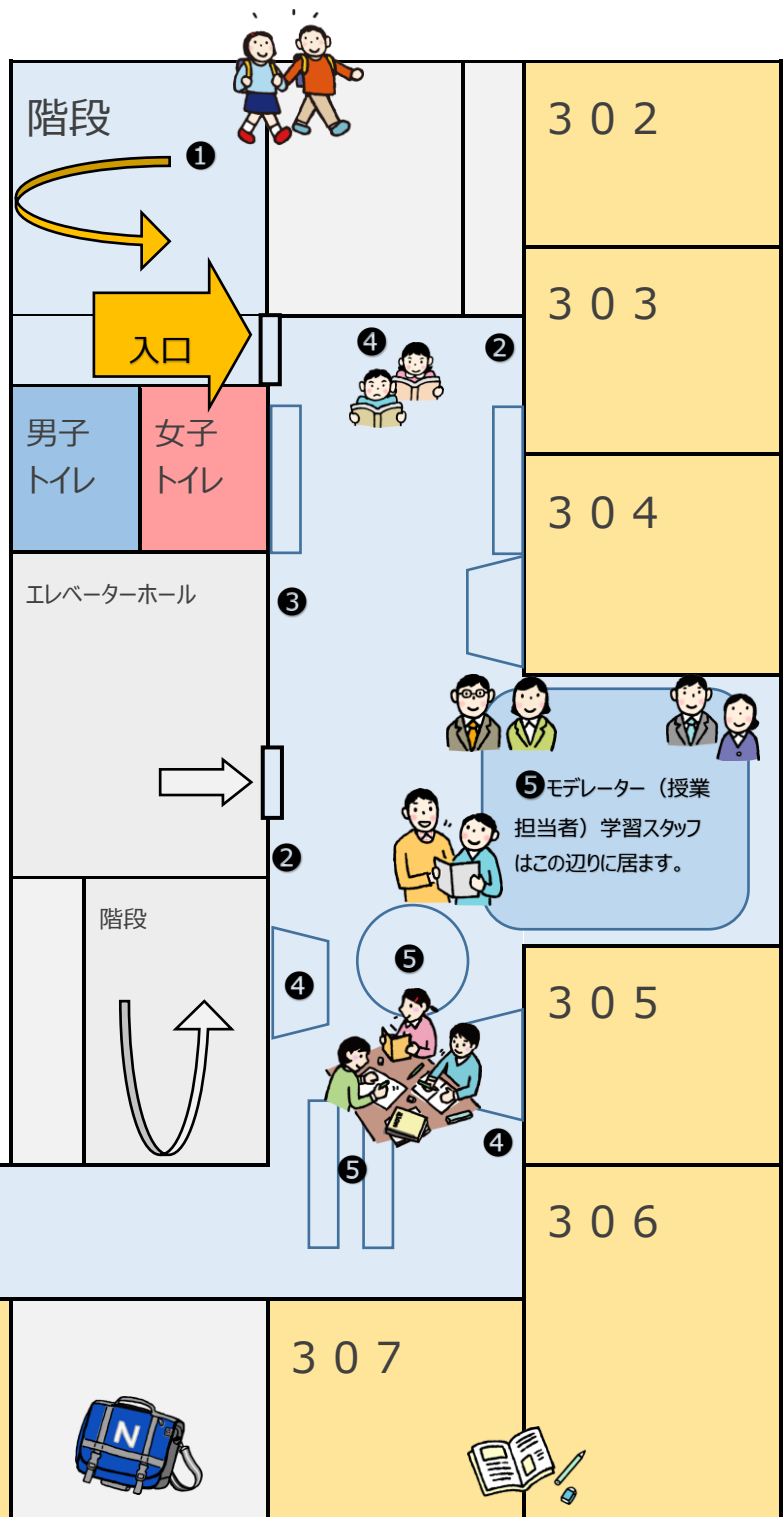 階段
❶
３０２
３０３
入口
❹
❷
男子
トイレ
女子
トイレ
３０４
エレベーターホール
❸
❺モデレーター（授業
担当者）学習スタッフ
はこの辺りに居ます。
❷
階段
❺
❹
３０５
❹
❺
３０６
３０７
N